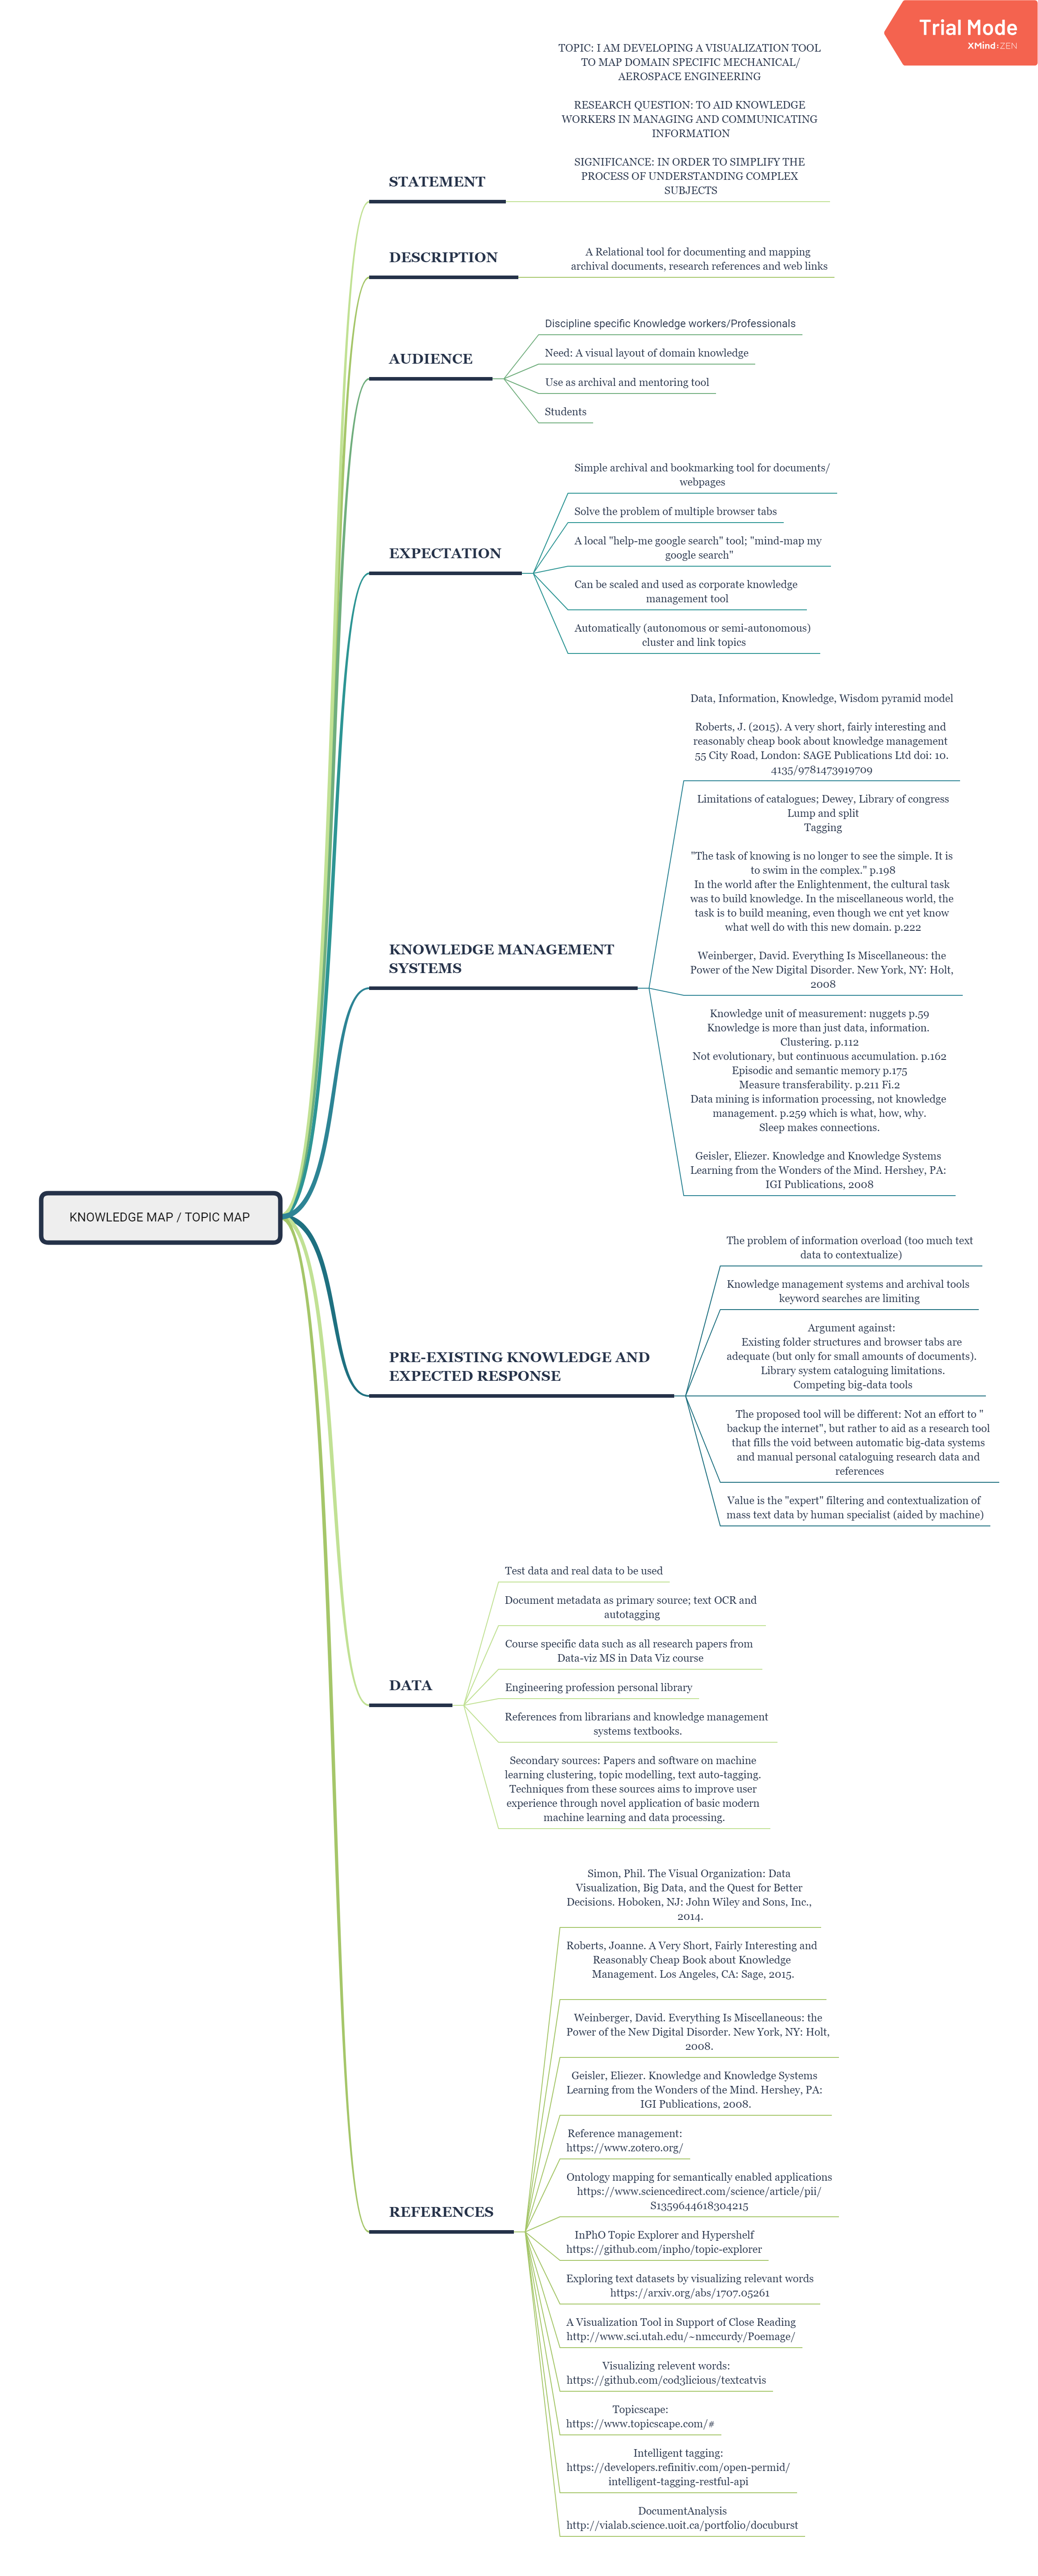 Trial Mode
XMind:ZEN
TOPIC: I AM DEVELOPING A VISUALIZATION TOOL
TO MAP DOMAIN SPECIFIC MECHANICAL/
AEROSPACE ENGINEERING
RESEARCH QUESTION: TO AID KNOWLEDGE
WORKERS IN MANAGING AND COMMUNICATING
INFORMATION
SIGNIFICANCE: IN ORDER TO SIMPLIFY THE
PROCESS OF UNDERSTANDING COMPLEX
SUBJECTS
STATEMENT
DESCRIPTION
A Relational tool for documenting and mapping
archival documents, research references and web links
AUDIENCE
Discipline specific Knowledge workers/Professionals
Need: A visual layout of domain knowledge
Use as archival and mentoring tool
Students
EXPECTATION
Simple archival and bookmarking tool for documents/
webpages
Solve the problem of multiple browser tabs
A local "help-me google search" tool; "mind-map my
google search"
Can be scaled and used as corporate knowledge
management tool
Automatically (autonomous or semi-autonomous)
cluster and link topics
KNOWLEDGE MANAGEMENT
SYSTEMS
Data, Information, Knowledge, Wisdom pyramid model
Roberts, J. (2015). A very short, fairly interesting and
reasonably cheap book about knowledge management
55 City Road, London: SAGE Publications Ltd doi: 10.
4135/9781473919709
Limitations of catalogues; Dewey, Library of congress
Lump and split
Tagging
"The task of knowing is no longer to see the simple. It is
to swim in the complex." p.198
In the world after the Enlightenment, the cultural task
was to build knowledge. In the miscellaneous world, the
task is to build meaning, even though we cnt yet know
what well do with this new domain. p.222
Weinberger, David. Everything Is Miscellaneous: the
Power of the New Digital Disorder. New York, NY: Holt,
2008
Knowledge unit of measurement: nuggets p.59
Knowledge is more than just data, information.
Clustering. p.112
Not evolutionary, but continuous accumulation. p.162
Episodic and semantic memory p.175
Measure transferability. p.211 Fi.2
Data mining is information processing, not knowledge
management. p.259 which is what, how, why.
Sleep makes connections.
Geisler, Eliezer. Knowledge and Knowledge Systems
Learning from the Wonders of the Mind. Hershey, PA:
IGI Publications, 2008
KNOWLEDGE MAP / TOPIC MAP
PRE-EXISTING KNOWLEDGE AND
EXPECTED RESPONSE
The problem of information overload (too much text
data to contextualize)
Knowledge management systems and archival tools
keyword searches are limiting
Argument against:
Existing folder structures and browser tabs are
adequate (but only for small amounts of documents).
Library system cataloguing limitations.
Competing big-data tools
The proposed tool will be different: Not an effort to "
backup the internet", but rather to aid as a research tool
that fills the void between automatic big-data systems
and manual personal cataloguing research data and
references
Value is the "expert" filtering and contextualization of
mass text data by human specialist (aided by machine)
DATA
Test data and real data to be used
Document metadata as primary source; text OCR and
autotagging
Course specific data such as all research papers from
Data-viz MS in Data Viz course
Engineering profession personal library
References from librarians and knowledge management
systems textbooks.
Secondary sources: Papers and software on machine
learning clustering, topic modelling, text auto-tagging.
Techniques from these sources aims to improve user
experience through novel application of basic modern
machine learning and data processing.
REFERENCES
Simon, Phil. The Visual Organization: Data
Visualization, Big Data, and the Quest for Better
Decisions. Hoboken, NJ: John Wiley and Sons, Inc.,
2014.
Roberts, Joanne. A Very Short, Fairly Interesting and
Reasonably Cheap Book about Knowledge
Management. Los Angeles, CA: Sage, 2015.
Weinberger, David. Everything Is Miscellaneous: the
Power of the New Digital Disorder. New York, NY: Holt,
2008.
Geisler, Eliezer. Knowledge and Knowledge Systems
Learning from the Wonders of the Mind. Hershey, PA:
IGI Publications, 2008.
Reference management:
https://www.zotero.org/
Ontology mapping for semantically enabled applications
https://www.sciencedirect.com/science/article/pii/
S1359644618304215
InPhO Topic Explorer and Hypershelf
https://github.com/inpho/topic-explorer
Exploring text datasets by visualizing relevant words
https://arxiv.org/abs/1707.05261
A Visualization Tool in Support of Close Reading
http://www.sci.utah.edu/~nmccurdy/Poemage/
Visualizing relevent words:
https://github.com/cod3licious/textcatvis
Topicscape:
https://www.topicscape.com/#
Intelligent tagging:
https://developers.refinitiv.com/open-permid/
intelligent-tagging-restful-api
DocumentAnalysis
http://vialab.science.uoit.ca/portfolio/docuburst